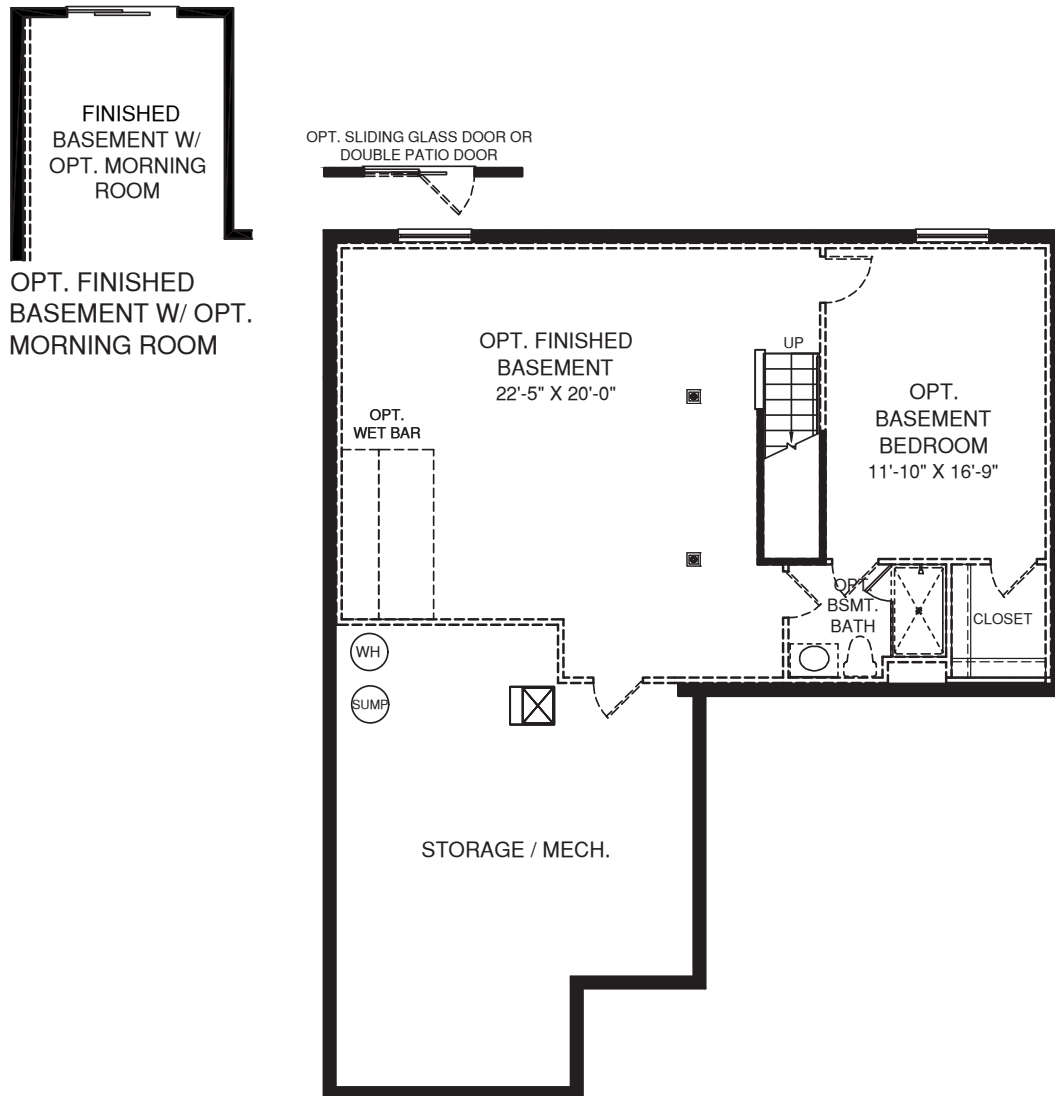 FINISHED
BASEMENT W/
OPT. MORNING
ROOM
OPT. FINISHED
BASEMENT W/ OPT.
MORNING ROOM
OPT. SLIDING GLASS DOOR OR
DOUBLE PATIO DOOR
OPT. FINISHED
BASEMENT
22'-5" X 20'-0"
UP
OPT.
WET BAR
OPT.
BASEMENT
BEDROOM
11'-10" X 16'-9"
OPT.
BSMT.
BATH
CLOSET
WH
SUMP
STORAGE / MECH.